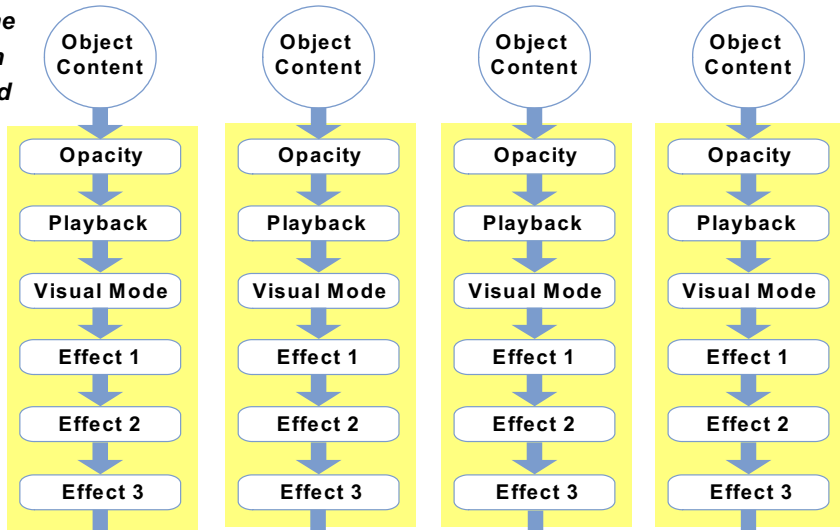 Object
Content
Opacity
Playback
Visual Mode
Effect 1
Effect 2
Effect 3
Object
Content
Opacity
Playback
Visual Mode
Effect 1
Effect 2
Effect 3
Object
Content
Opacity
Playback
Visual Mode
Effect 1
Effect 2
Effect 3
Object
Content
Opacity
Playback
Visual Mode
Effect 1
Effect 2
Effect 3